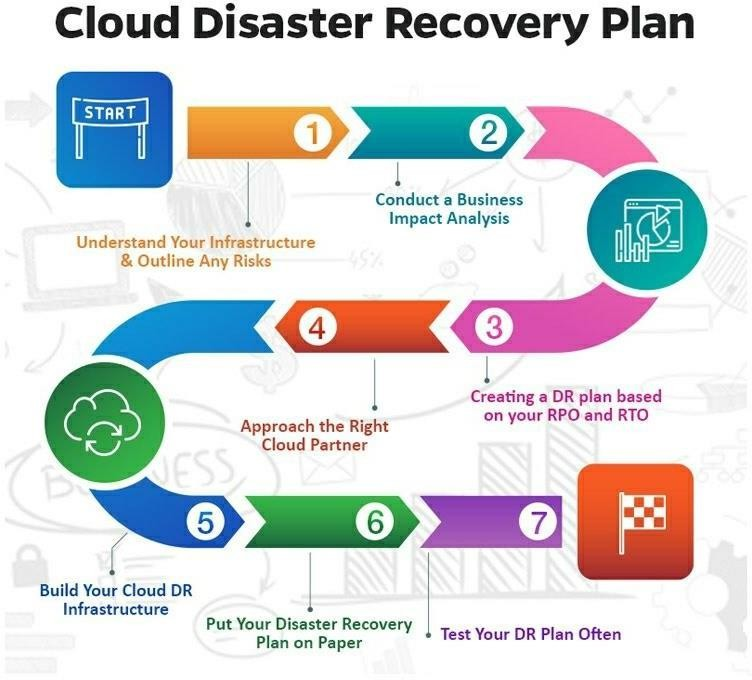 Cloud Disaster Recovery Plan
START
1
2
Conduct a Business
Impact Analysis
Understand Your Infrastructure
& Outline Any Risks
45%
4
3
Creating a DR plan based
on your RPO and RTO
Approach the Right
Cloud Partner
BUSINESS
5
6
7
Build Your Cloud DR
Infrastructure
Put Your Disaster Recovery
Plan on Paper
Test Your DR Plan Often